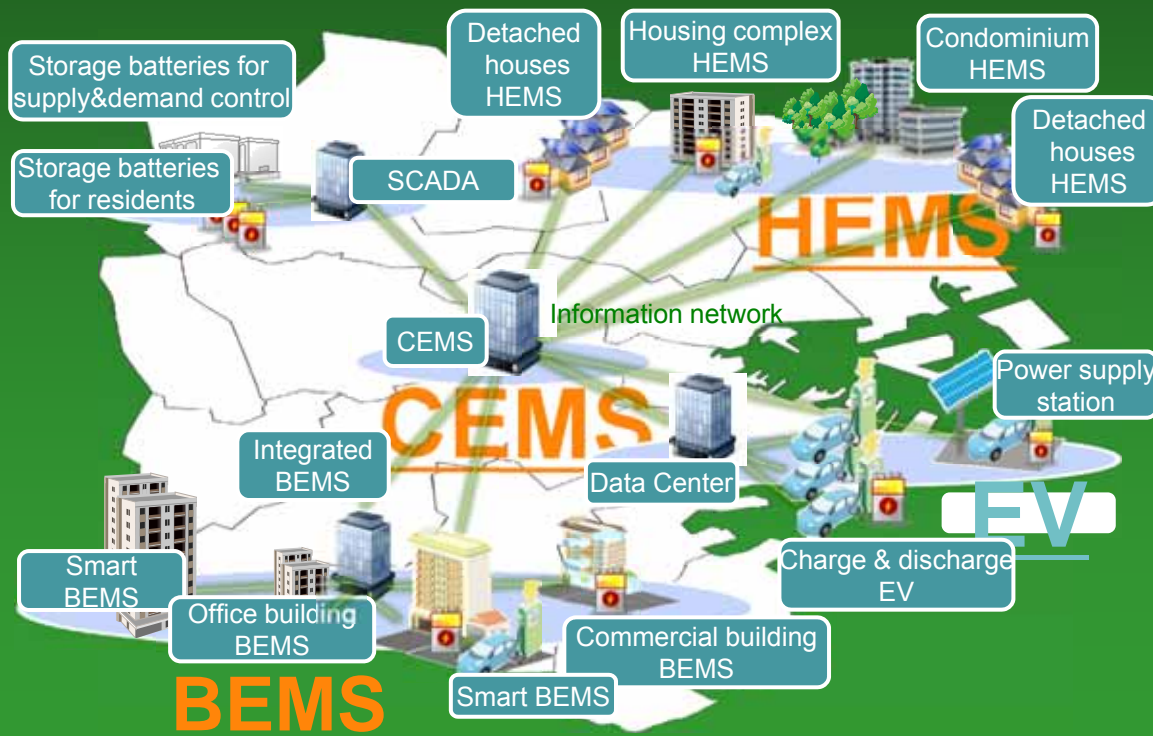 Detached
houses
HEMS
Housing complex
HEMS
Condominium
HEMS
Storage batteries for
supply&demand control
Detached
houses
HEMS
Storage batteries
for residents
SCADA
HEMS
Information network
CEMS
Power supply
station
CEMS
Integrated
BEMS
Data Center
EV
Smart
BEMS
Charge & discharge
EV
Office building
BEMS
Commercial building
BEMS
Smart BEMS
BEMS